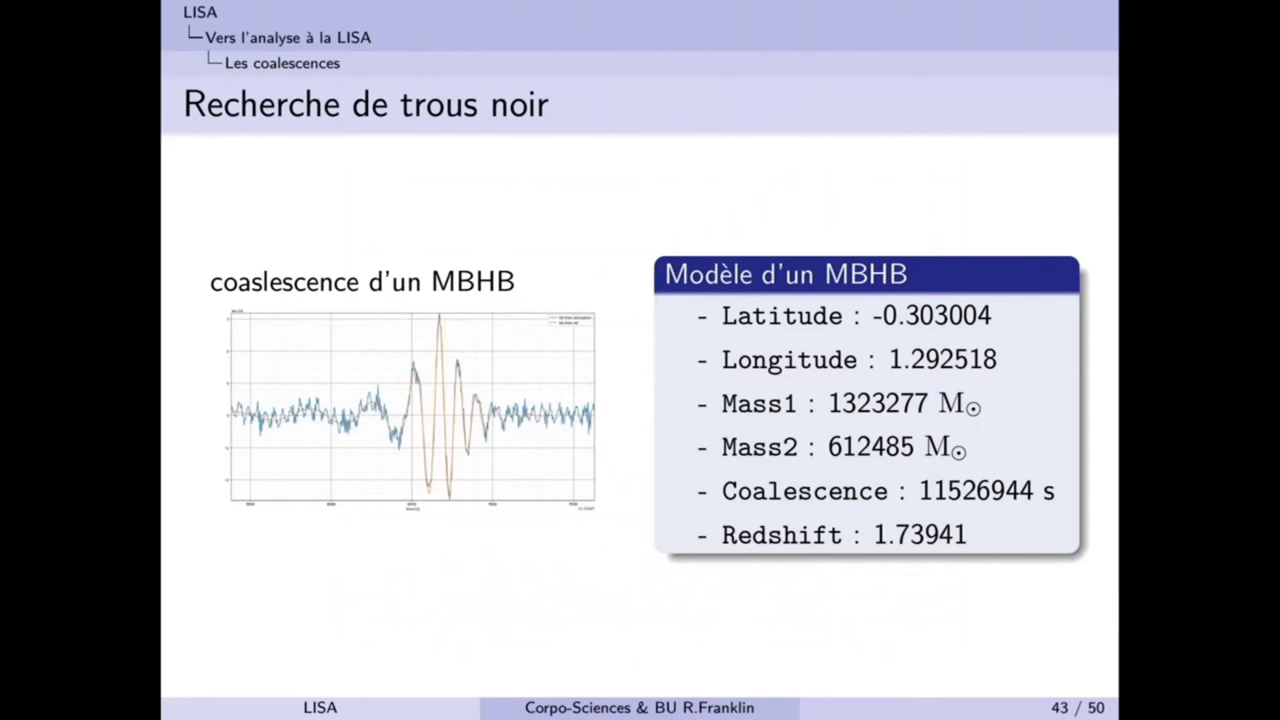 LISA
Vers l'analyse à la LISA
Les coalescences
Recherche de trous noir
coaslescence d'un MBHB
Modèle d'un MBHB
- Latitude : -0.303004
- Longitude : 1.292518
- Mass1 : 1323277 M☉
- Mass2 : 612485 M☉
- Coalescence : 11526944 s
- Redshift : 1.73941
LISA
Corpo-Sciences & BU R.Franklin
43 / 50